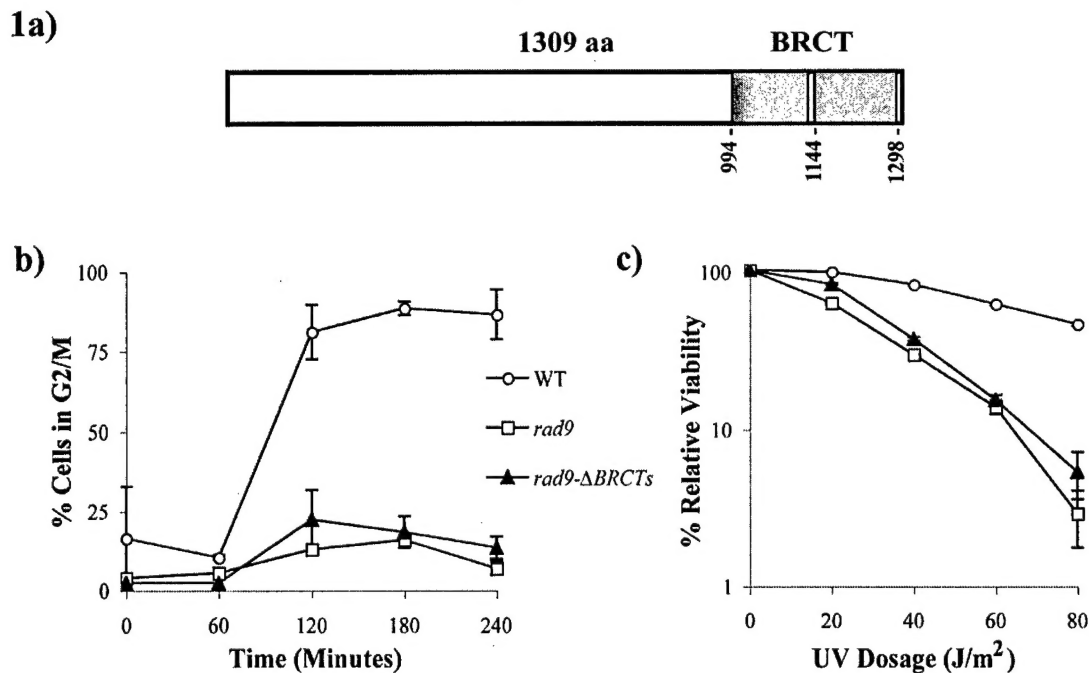 1a)
1309 aa BRCT
994
1144
1298
b)
100
75
50
25
0
% Cells in G2/M
0 60 120 180 240
Time (Minutes)
WT
rad9
rad9-ΔBRCTs
c)
100
10
1
% Relative Viability
0 20 40 60 80
UV Dosage (J/m²)